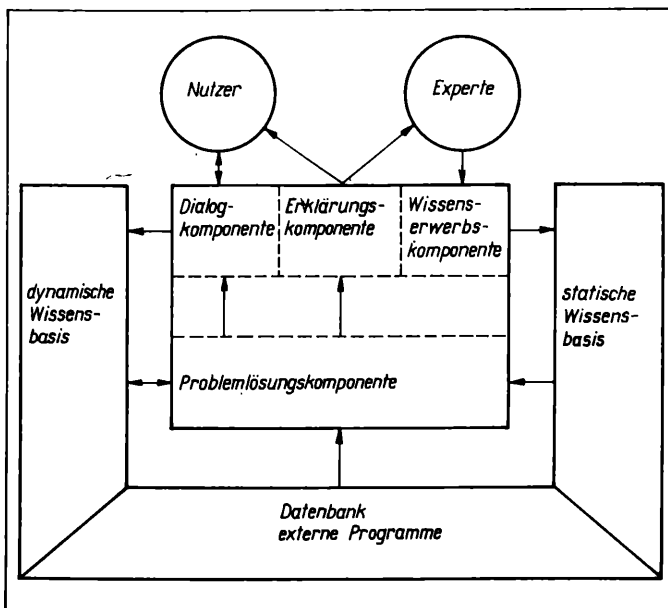 Nutzer
Experte
Dialog-
komponente
Erklärungs-
komponente
Wissens-
erwerbs-
komponente
dynamische
Wissens-
basis
statische
Wissens-
basis
Problemlösungskomponente
Datenbank
externe Programme